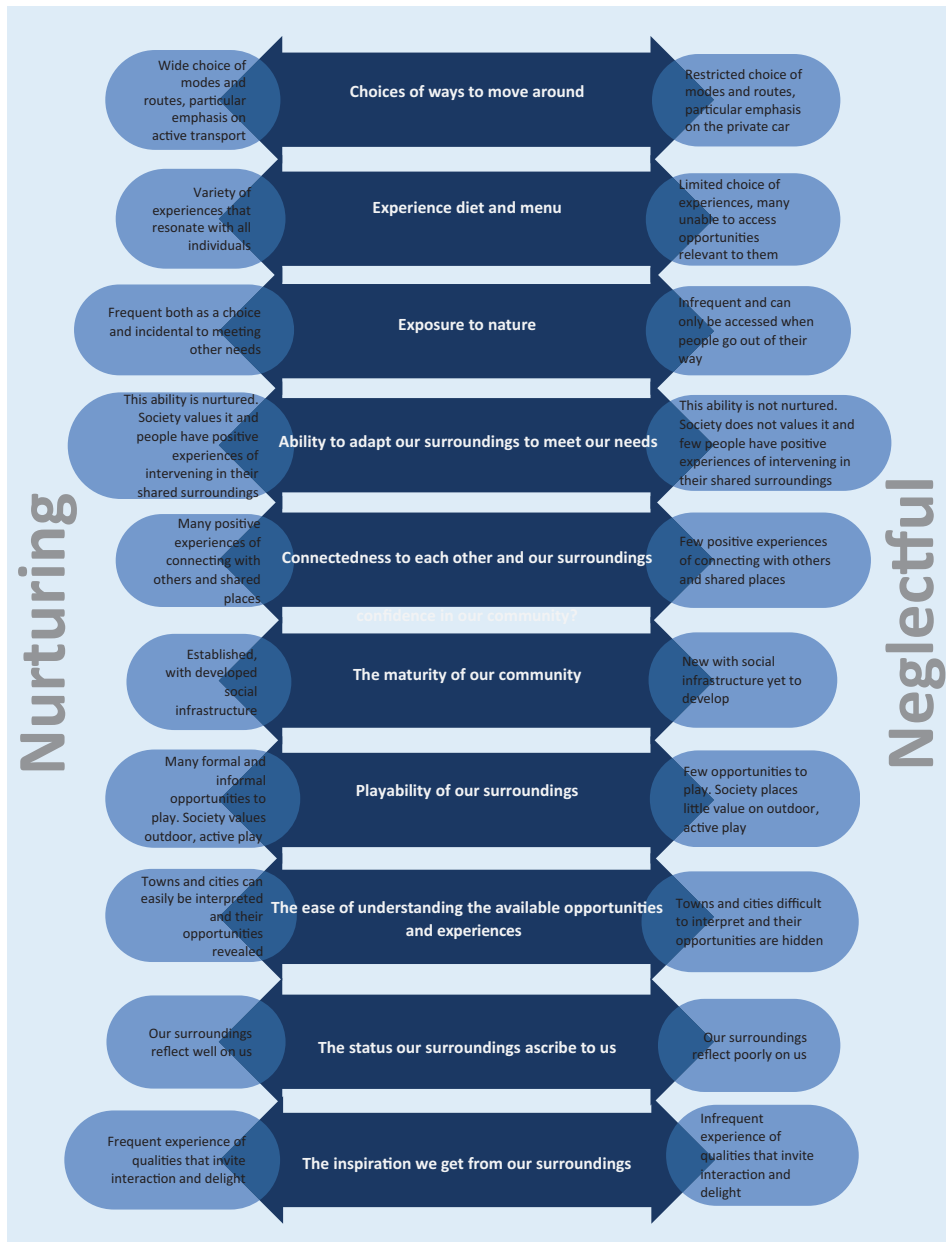 Nurturing
Neglectful
Wide choice of
modes and
routes, particular
emphasis on
active transport
Choices of ways to move around
Restricted choice of
modes and routes,
particular emphasis
on the private car
Variety of
experiences that
resonate with all
individuals
Experience diet and menu
Limited choice of
experiences, many
unable to access
opportunities
relevant to them
Frequent both as a choice
and incidental to meeting
other needs
Exposure to nature
Infrequent and can
only be accessed when
people go out of their
way
This ability is nurtured.
Society values it and
people have positive
experiences of
intervening in their
shared surroundings
Ability to adapt our surroundings to meet our needs
This ability is not nurtured.
Society does not values it and
few people have positive
experiences of intervening in
their shared surroundings
Many positive
experiences of
connecting with
others and shared
places
Connectedness to each other and our surroundings
Few positive experiences
of connecting with others
and shared places
confidence in our community?
Established,
with developed
social
infrastructure
The maturity of our community
New with social
infrastructure yet to
develop
Many formal and
informal
opportunities to
play. Society values
outdoor, active play
Playability of our surroundings
Few opportunities to
play. Society places
little value on outdoor,
active play
Towns and cities can
easily be interpreted
and their
opportunities
revealed
The ease of understanding the available opportunities
and experiences
Towns and cities difficult
to interpret and their
opportunities are hidden
Our surroundings
reflect well on us
The status our surroundings ascribe to us
Our surroundings
reflect poorly on us
Frequent experience of
qualities that invite
interaction and delight
The inspiration we get from our surroundings
Infrequent
experience of
qualities that invite
interaction and
delight